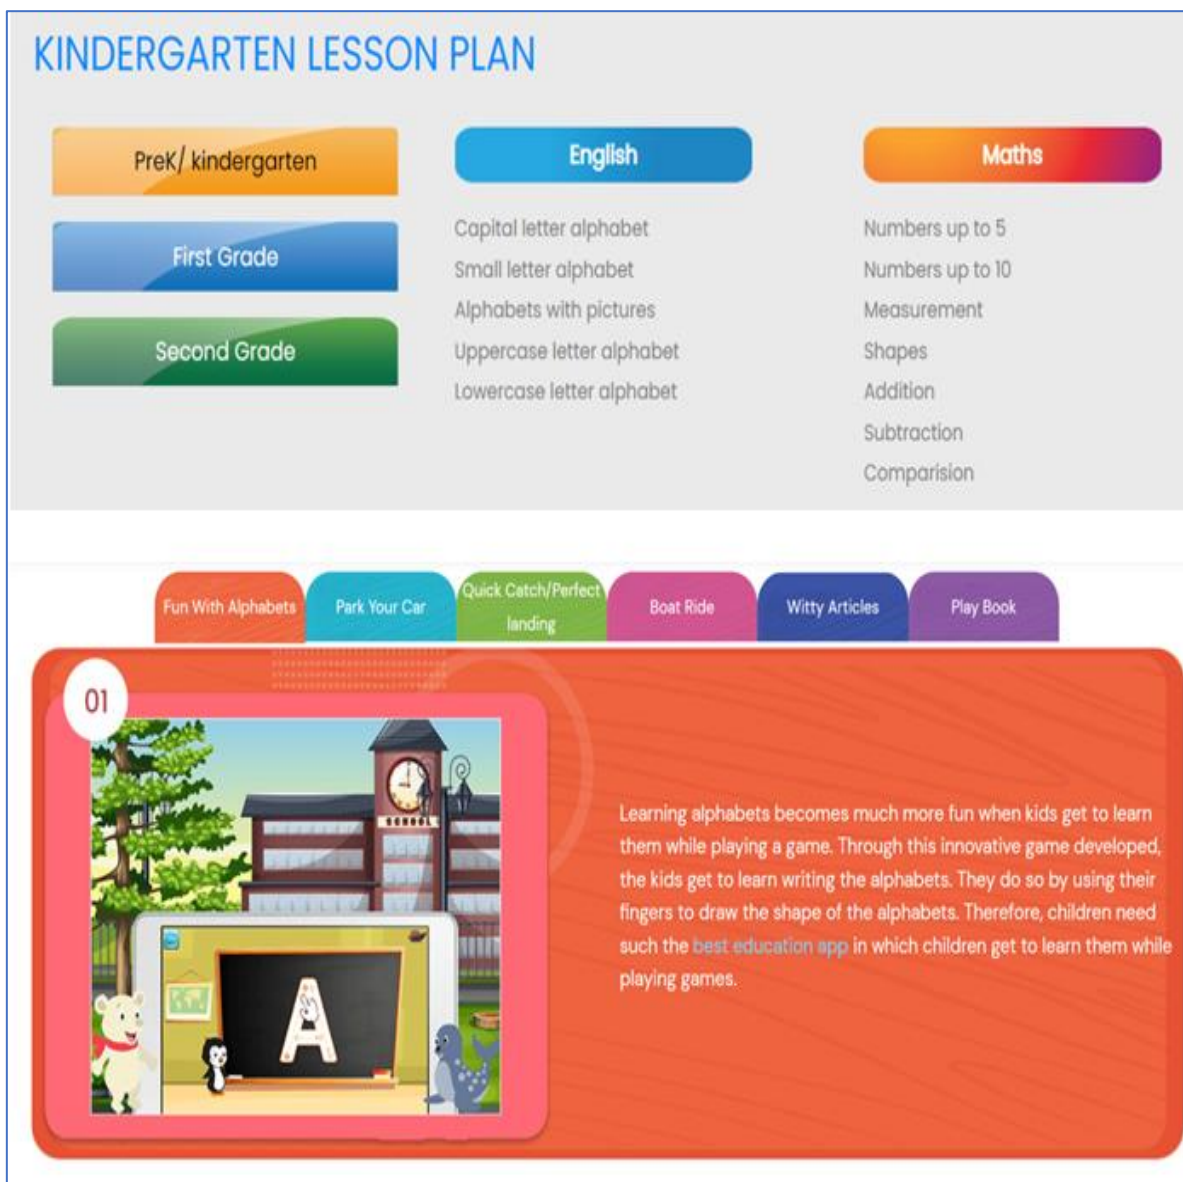 KINDERGARTEN LESSON PLAN
PreK/ kindergarten
First Grade
Second Grade
English
Capital letter alphabet
Small letter alphabet
Alphabets with pictures
Uppercase letter alphabet
Lowercase letter alphabet
Maths
Numbers up to 5
Numbers up to 10
Measurement
Shapes
Addition
Subtraction
Comparision
Fun With Alphabets
Park Your Car
Quick Catch/Perfect
landing
Boat Ride
Witty Articles
Play Book
01
SCHOOL
A
Learning alphabets becomes much more fun when kids get to learn
them while playing a game. Through this innovative game developed,
the kids get to learn writing the alphabets. They do so by using their
fingers to draw the shape of the alphabets. Therefore, children need
such the best education app in which children get to learn them while
playing games.